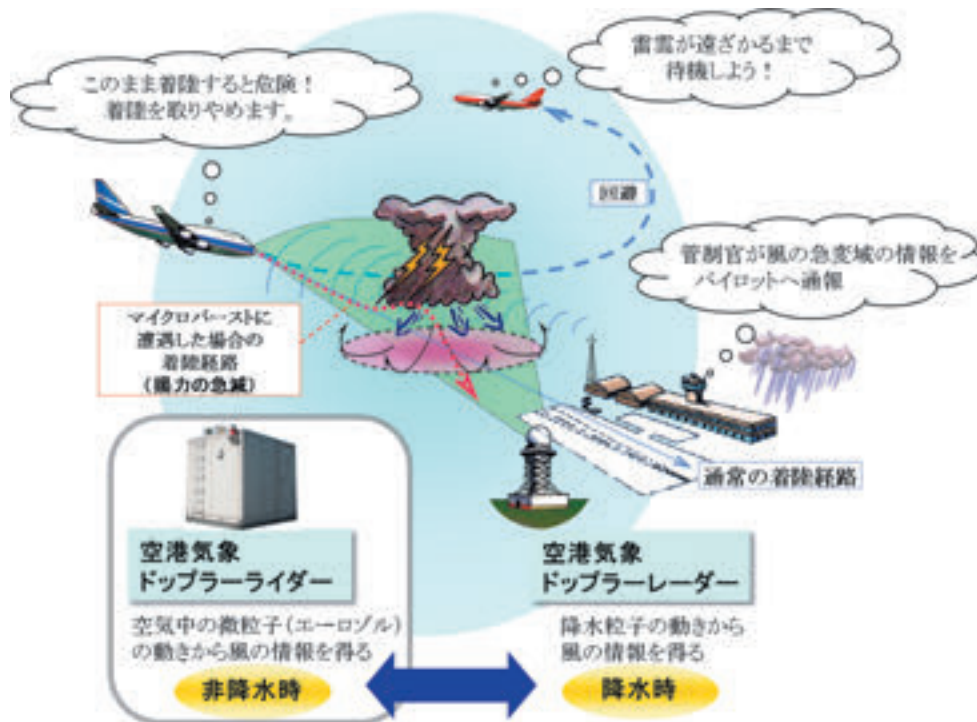 雷雲が遠ざかるまで
待機しよう！
このまま着陸すると危険！
着陸を取りやめます。
回避
管制官が風の急変域の情報を
パイロットへ通報
マイクロバーストに
遭遇した場合の
着陸経路
(揚力の急減)
通常の着陸経路
空港気象
ドップラーライダー
空気中の微粒子(エーロゾル)
の動きから風の情報を得る
非降水時
空港気象
ドップラーレーダー
降水粒子の動きから
風の情報を得る
降水時